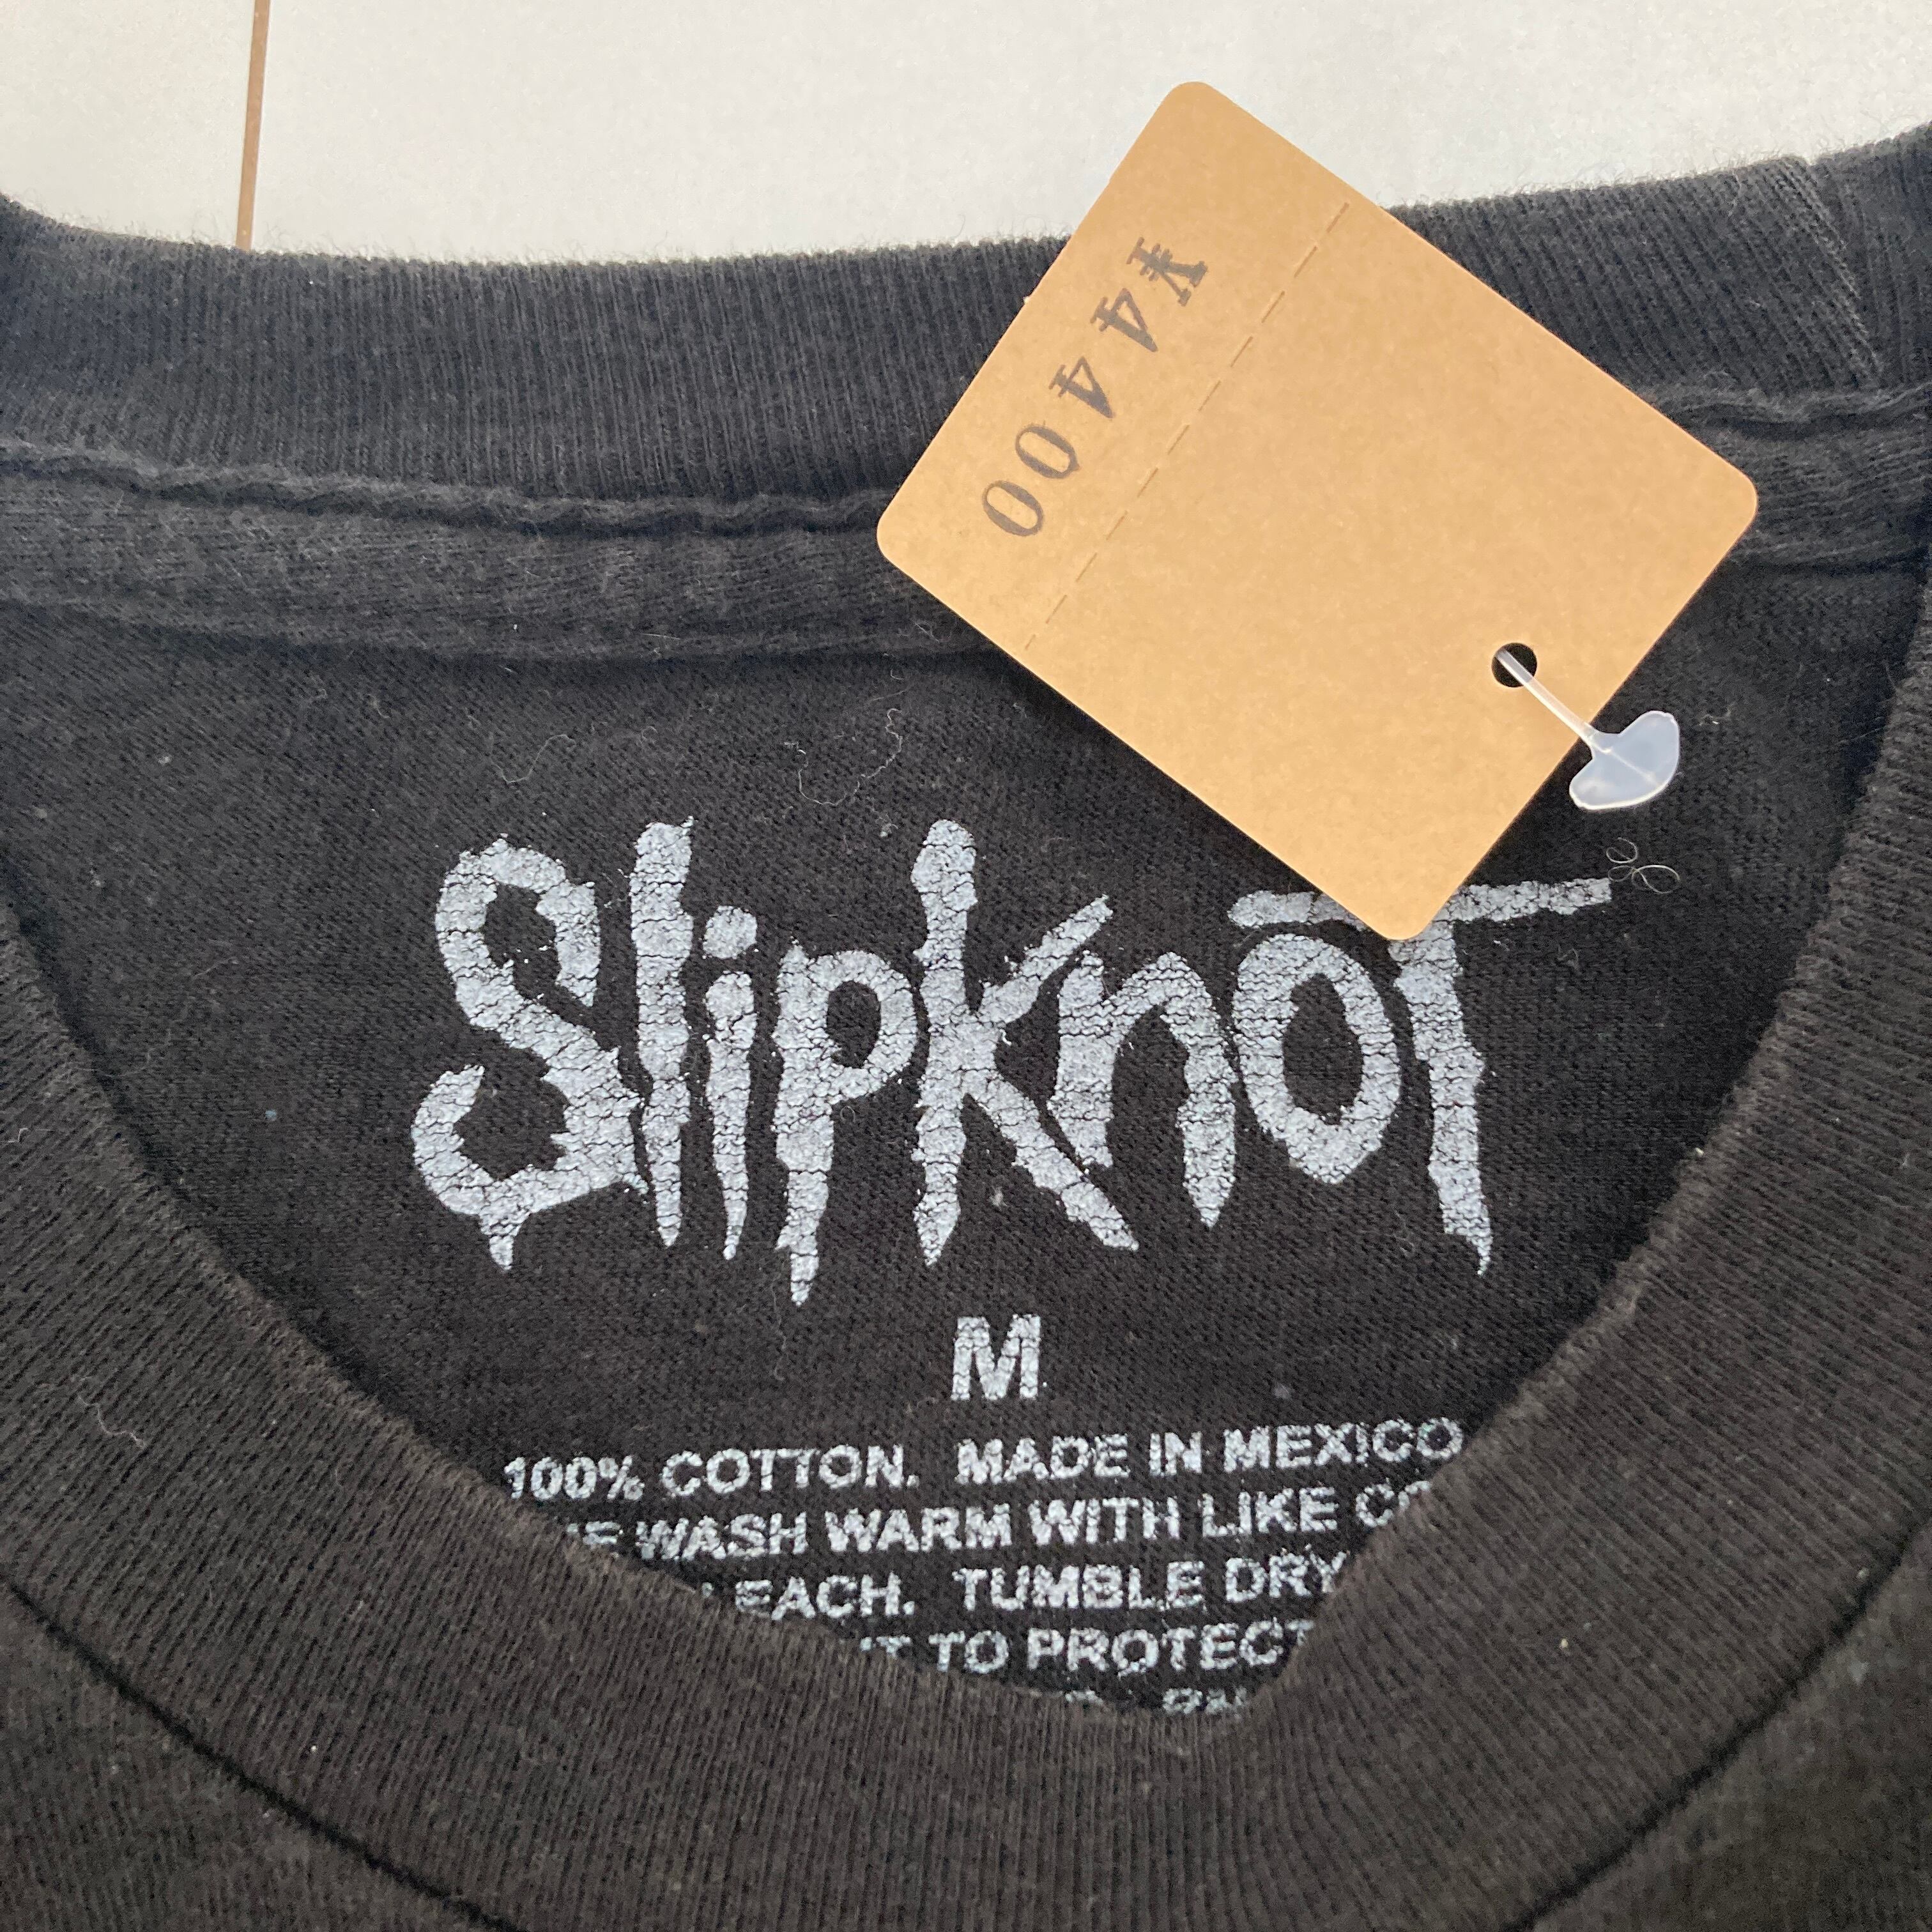 ¥4400
Slipknot
M
100% COTTON. MADE IN MEXICO
WASH WARM WITH LIKE
TUMBLE DRY
TO PROTECT